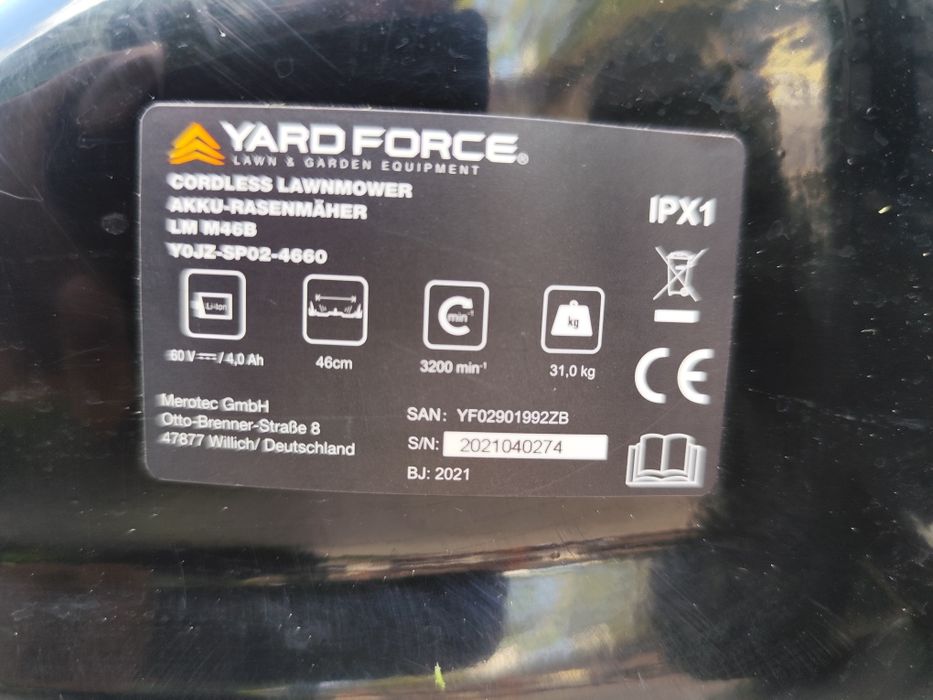 YARD FORCE®
LAWN & GARDEN EQUIPMENT
CORDLESS LAWNMOWER
AKKU-RASENMÄHER
LM M46B
Y0JZ-SP02-4660
IPX1
Li-Ion
min⁻¹
kg
60 V⎓/ 4,0 Ah
46cm
3200 min⁻¹
31,0 kg
CE
Merotec GmbH
Otto-Brenner-Straße 8
47877 Willich/ Deutschland
SAN: YF02901992ZB
S/N: 2021040274
BJ: 2021